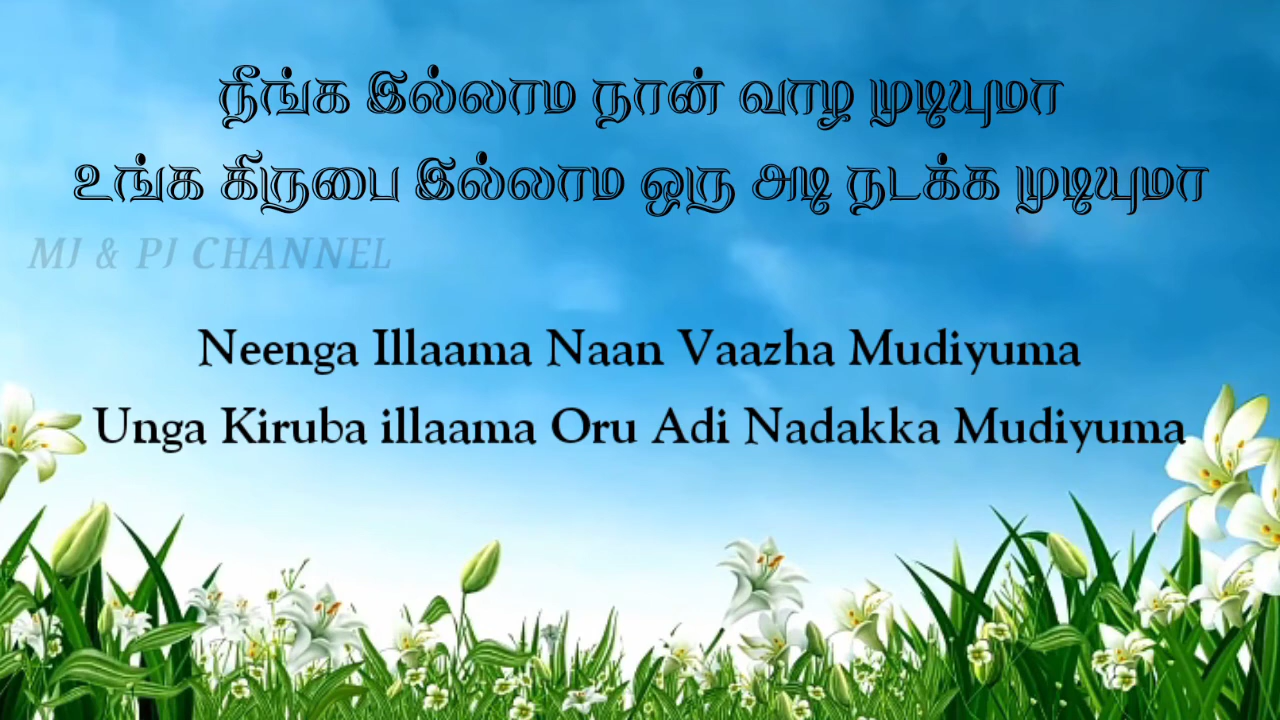 நீங்க இல்லாம நான் வாழ முடியுமா
உங்க கிருபை இல்லாம ஒரு அடி நடக்க முடியுமா
MJ & PJ CHANNEL
Neenga Illaama Naan Vaazha Mudiyuma
Unga Kiruba illaama Oru Adi Nadakka Mudiyuma